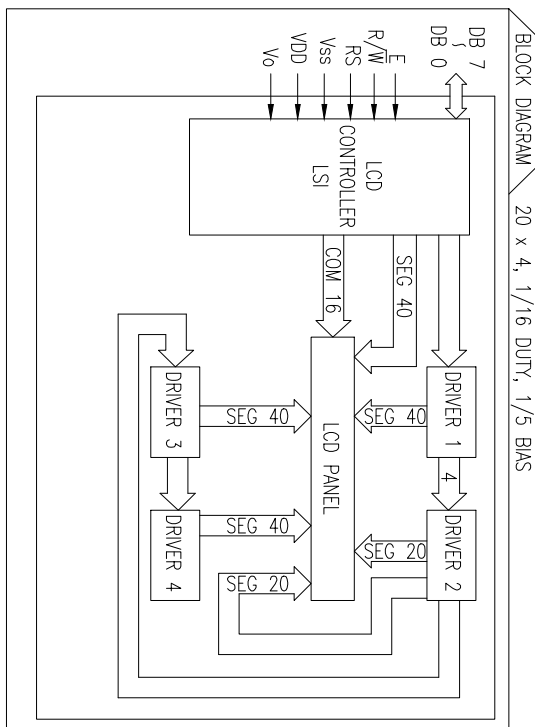 BLOCK DIAGRAM
20 x 4, 1/16 DUTY, 1/5 BIAS
DB 7
~
DB 0
E
R/W̅
RS
Vss
VDD
Vo
LCD
CONTROLLER
LSI
SEG 40
COM 16
DRIVER 1
4
DRIVER 2
SEG 40
SEG 20
LCD PANEL
SEG 40
SEG 40
SEG 20
DRIVER 3
DRIVER 4